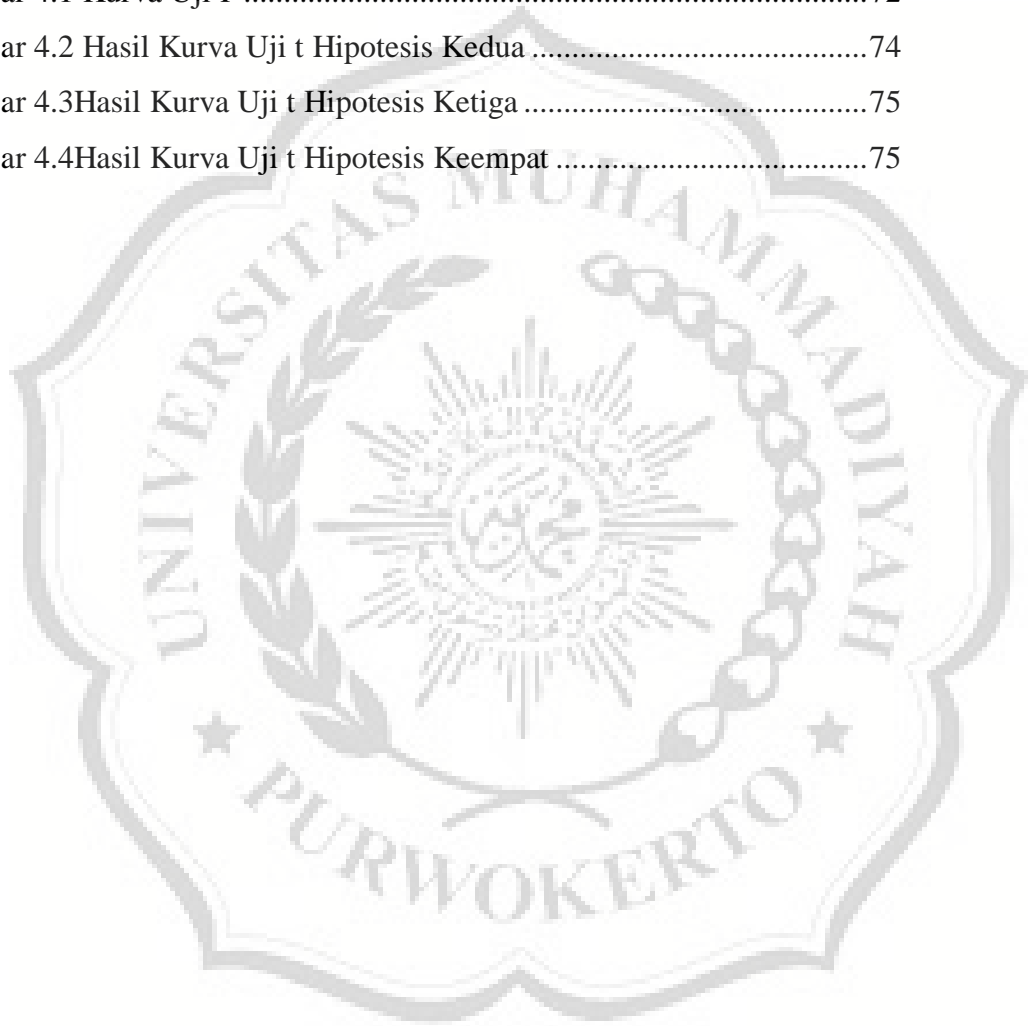 ar 4.2 Hasil Kurva Uji t Hipotesis Kedua ..........................................74
ar 4.3Hasil Kurva Uji t Hipotesis Ketiga ...........................................75
ar 4.4Hasil Kurva Uji t Hipotesis Keempat .......................................75
UNIVERSITAS MUHAMMADIYAH
PURWOKERTO